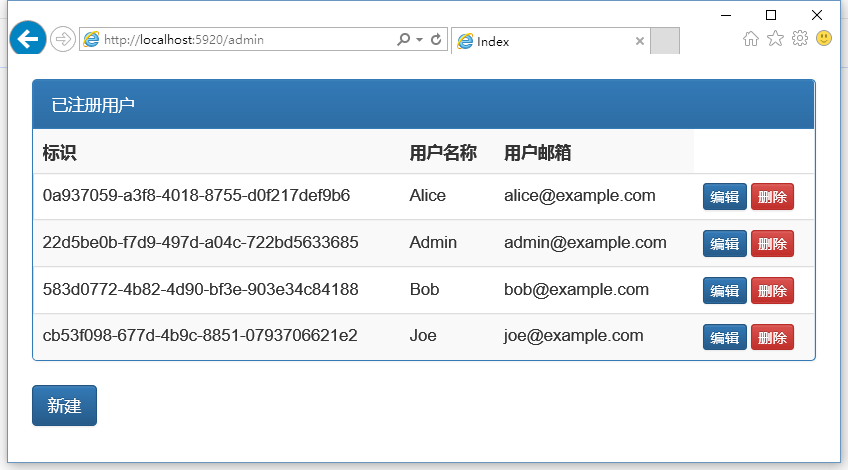 http://localhost:5920/admin
Index
已注册用户
标识 用户名称 用户邮箱
0a937059-a3f8-4018-8755-d0f217def9b6 Alice alice@example.com 编辑 删除
22d5be0b-f7d9-497d-a04c-722bd5633685 Admin admin@example.com 编辑 删除
583d0772-4b82-4d90-bf3e-903e34c84188 Bob bob@example.com 编辑 删除
cb53f098-677d-4b9c-8851-0793706621e2 Joe joe@example.com 编辑 删除
新建